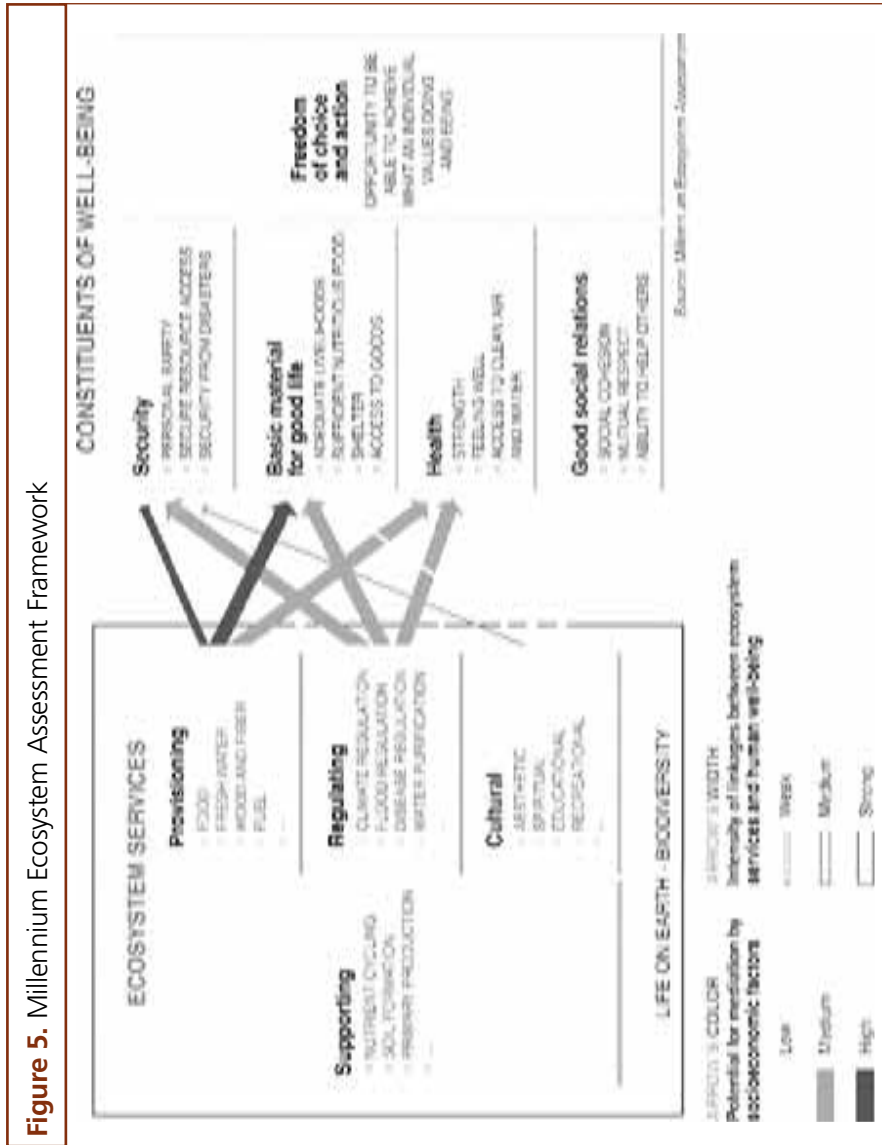 Figure 5. Millennium Ecosystem Assessment Framework
ECOSYSTEM SERVICES
Supporting
NUTRIENT CYCLING
SOIL FORMATION
PRIMARY PRODUCTION
...
Provisioning
FOOD
FRESH WATER
WOOD AND FIBER
FUEL
...
Regulating
CLIMATE REGULATION
FLOOD REGULATION
DISEASE REGULATION
WATER PURIFICATION
...
Cultural
AESTHETIC
SPIRITUAL
EDUCATIONAL
RECREATIONAL
...
LIFE ON EARTH - BIODIVERSITY
CONSTITUENTS OF WELL-BEING
Security
PERSONAL SAFETY
SECURE RESOURCE ACCESS
SECURITY FROM DISASTERS
Basic material
for good life
ADEQUATE LIVELIHOODS
SUFFICIENT NUTRITIOUS FOOD
SHELTER
ACCESS TO GOODS
Health
STRENGTH
FEELING WELL
ACCESS TO CLEAN AIR
AND WATER
Good social relations
SOCIAL COHESION
MUTUAL RESPECT
ABILITY TO HELP OTHERS
Freedom
of choice
and action
OPPORTUNITY TO BE
ABLE TO ACHIEVE
WHAT AN INDIVIDUAL
VALUES DOING
AND BEING
Source: Millennium Ecosystem Assessment
ARROW'S COLOR
Potential for mediation by
socioeconomic factors
Low
Medium
High
ARROW'S WIDTH
Intensity of linkages between ecosystem
services and human well-being
Weak
Medium
Strong